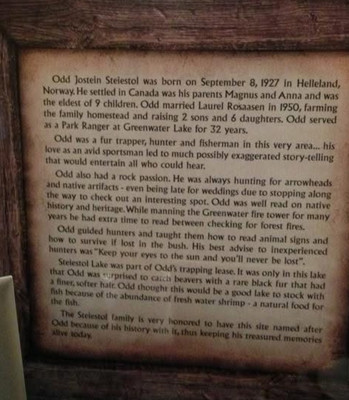 Odd Jostein Stelestol was born on September 8, 1927 in Helleland,
Norway. He settled in Canada was his parents Magnus and Anna and was
the eldest of 9 children. Odd married Laurel Rosaasen in 1950, farming
the family homestead and raising 2 sons and 6 daughters. Odd served
as a Park Ranger at Greenwater Lake for 32 years.
Odd was a fur trapper, hunter and fisherman in this very area... his
love as an avid sportsman led to much possibly exaggerated story-telling
that would entertain all who could hear.
Odd also had a rock passion. He was always hunting for arrowheads
and native artifacts - even being late for weddings due to stopping along
the way to check out an interesting spot. Odd was well read on native
history and heritage. While manning the Greenwater fire tower for many
years he had extra time to read between checking for forest fires.
Odd guided hunters and taught them how to read animal signs and
how to survive if lost in the bush. His best advise to inexperienced
hunters was "Keep your eyes to the sun and you'll never be lost".
Stelestol Lake was part of Odd's trapping lease. It was only in this lake
that Odd was surprised to catch beavers with a rare black fur that had
a finer, softer hair. Odd thought this would be a good lake to stock with
fish because of the abundance of fresh water shrimp - a natural food for
the fish.
The Stelestol family is very honored to have this site named after
Odd because of his history with it, thus keeping his treasured memories
alive today.